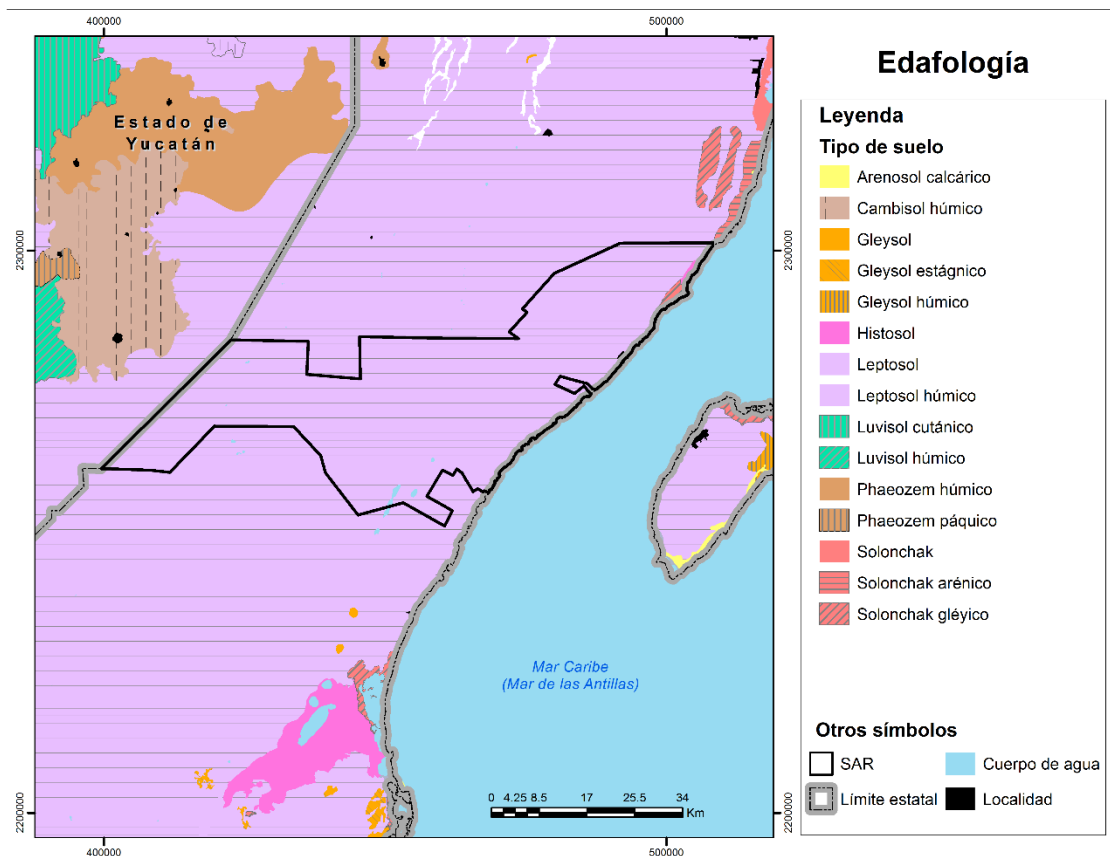 400000
500000
2300000
2300000
2200000
2200000
400000
500000
Estado de
Yucatán
Mar Caribe
(Mar de las Antillas)
0 4.25 8.5 17 25.5 34
Km
Edafología
Leyenda
Tipo de suelo
Arenosol calcárico
Cambisol húmico
Gleysol
Gleysol estágnico
Gleysol húmico
Histosol
Leptosol
Leptosol húmico
Luvisol cutánico
Luvisol húmico
Phaeozem húmico
Phaeozem páquico
Solonchak
Solonchak arénico
Solonchak gléyico
Otros símbolos
SAR
Cuerpo de agua
Límite estatal
Localidad